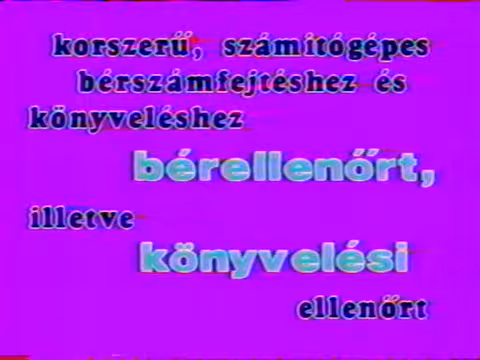 korszerű, számítógépes
bérszámfejtéshez és
könyveléshez
bérellenőrt,
illetve
könyvelési
ellenőrt